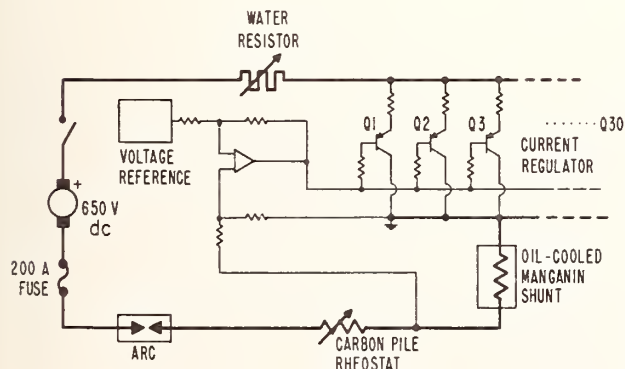 WATER
RESISTOR
Q1
Q2
Q3
Q30
VOLTAGE
REFERENCE
CURRENT
REGULATOR
+
650 V
dc
200 A
FUSE
OIL-COOLED
MANGANIN
SHUNT
ARC
CARBON PILE
RHEOSTAT